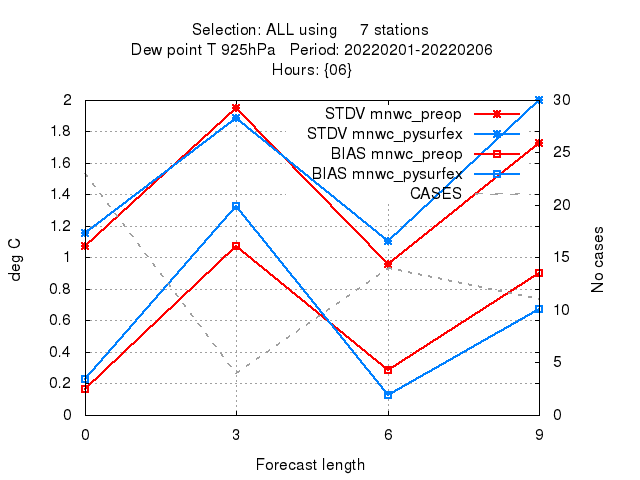 Selection: ALL using     7 stations
Dew point T 925hPa   Period: 20220201-20220206
Hours: {06}
STDV mnwc_preop
STDV mnwc_pysurfex
BIAS mnwc_preop
BIAS mnwc_pysurfex
CASES
deg C
2
1.8
1.6
1.4
1.2
1
0.8
0.6
0.4
0.2
0
No cases
30
25
20
15
10
5
0
0 3 6 9
Forecast length